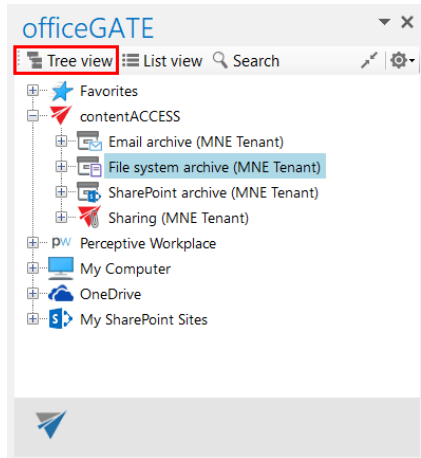 officeGATE
Tree view List view Search
Favorites
contentACCESS
Email archive (MNE Tenant)
File system archive (MNE Tenant)
SharePoint archive (MNE Tenant)
Sharing (MNE Tenant)
pw Perceptive Workplace
My Computer
OneDrive
S My SharePoint Sites